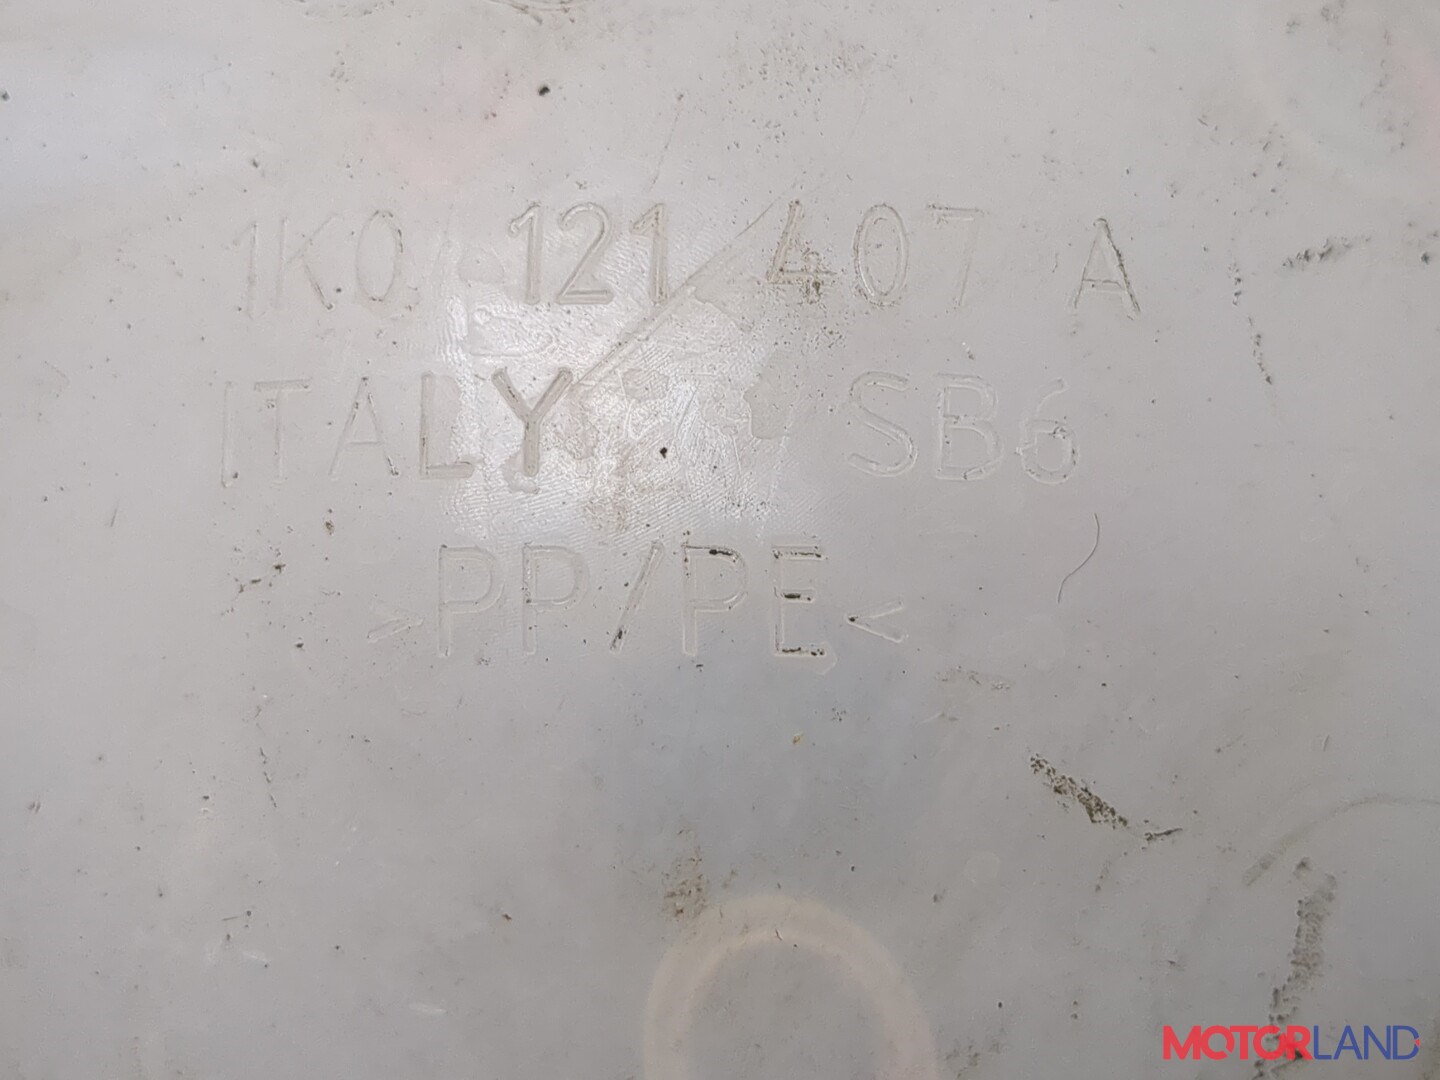 1K0 121 407 A
ITALY SB6
>PP/PE<
MOTORLAND